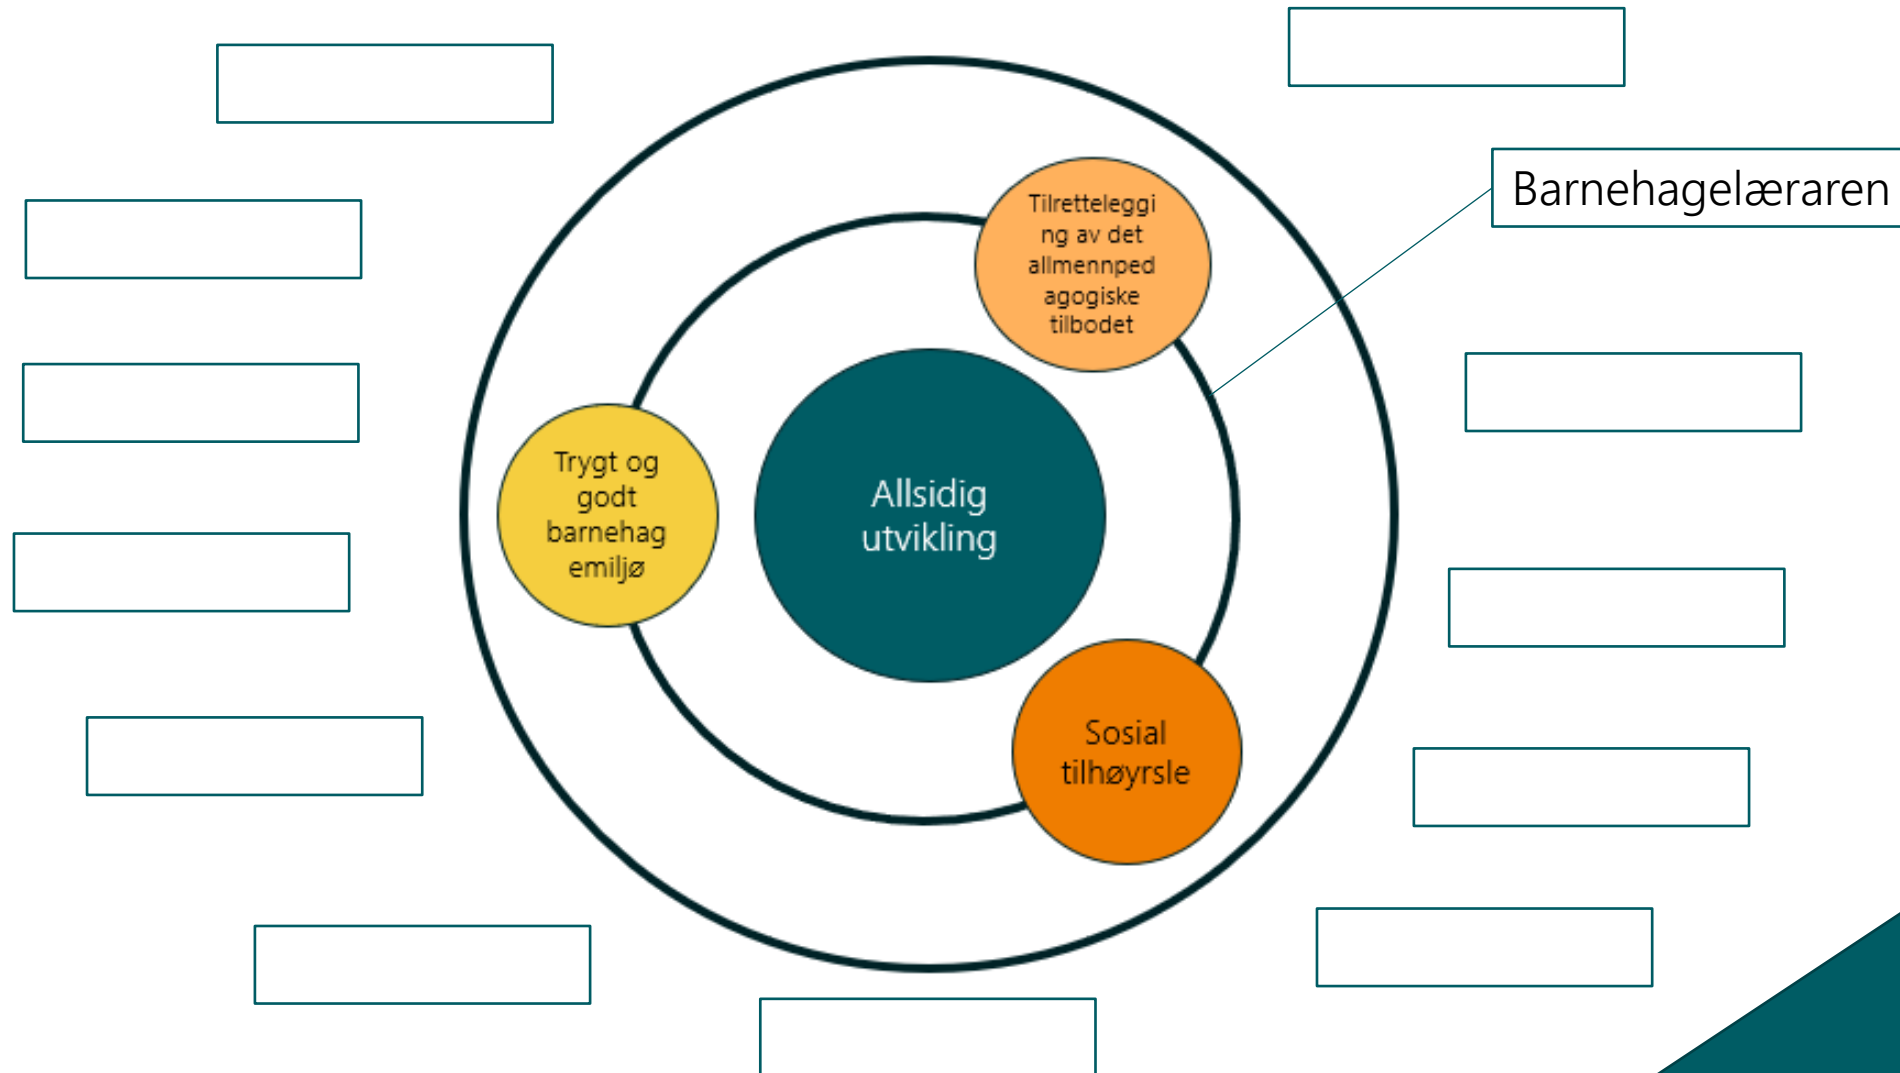 Tilretteleggi
ng av det
allmennped
agogiske
tilbodet
Barnehagelæraren
Trygt og
godt
barnehag
emiljø
Allsidig
utvikling
Sosial
tilhøyrsle